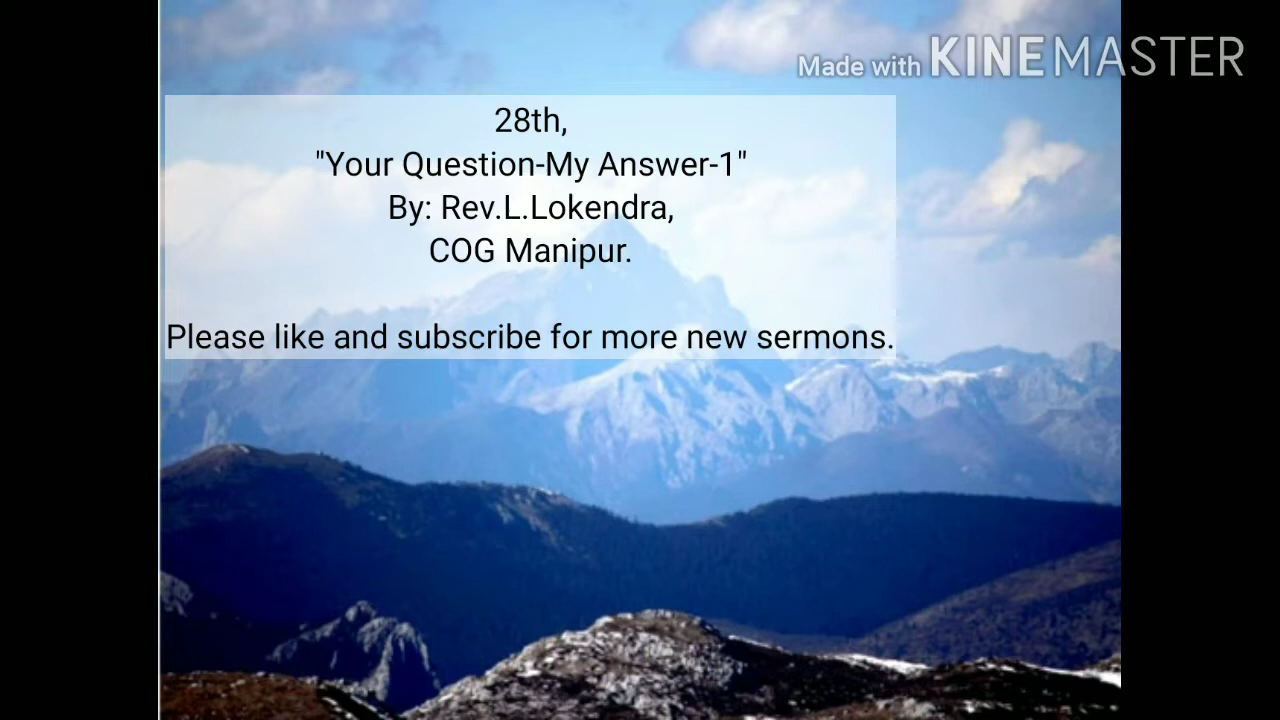 Made with KINEMASTER
28th,
"Your Question-My Answer-1"
By: Rev.L.Lokendra,
COG Manipur.
Please like and subscribe for more new sermons.